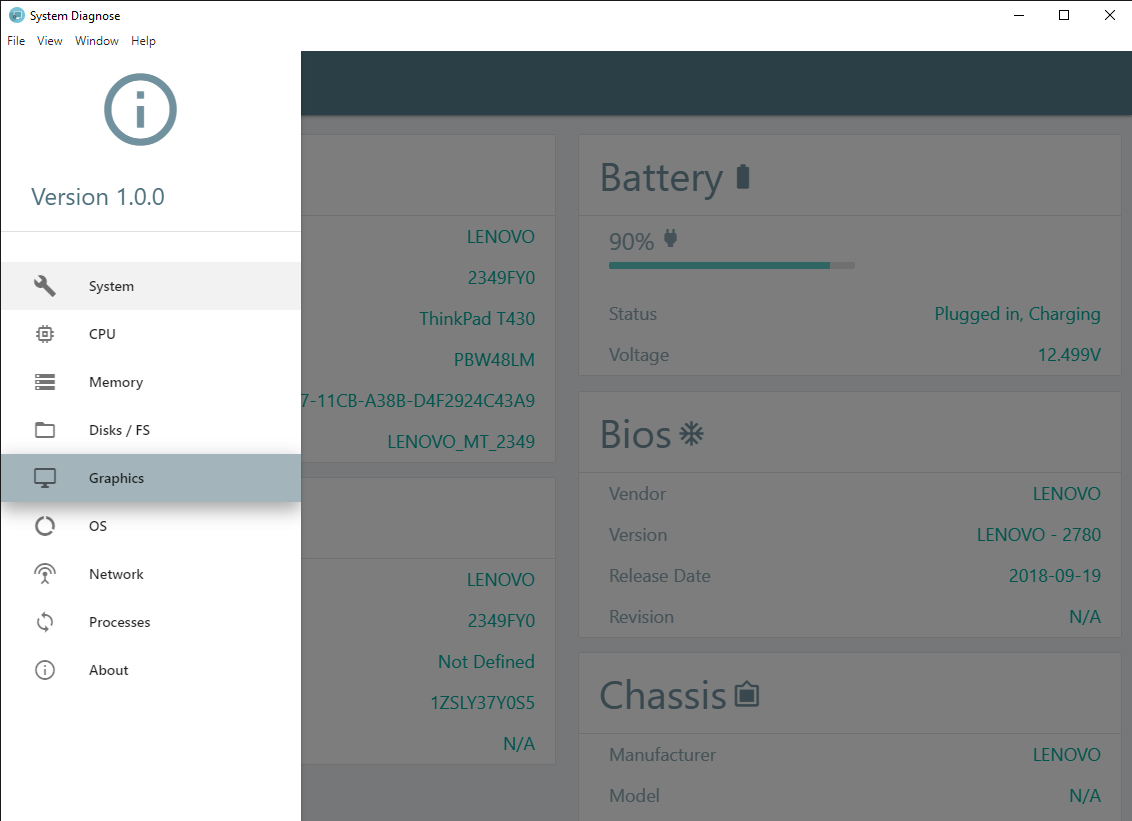 System Diagnose
File View Window Help
Version 1.0.0
System
CPU
Memory
Disks / FS
Graphics
OS
Network
Processes
About
LENOVO
2349FY0
ThinkPad T430
PBW48LM
7-11CB-A38B-D4F2924C43A9
LENOVO_MT_2349
LENOVO
2349FY0
Not Defined
1ZSLY37Y0S5
N/A
Battery
90%
Status Plugged in, Charging
Voltage 12.499V
Bios
Vendor LENOVO
Version LENOVO - 2780
Release Date 2018-09-19
Revision N/A
Chassis
Manufacturer LENOVO
Model N/A